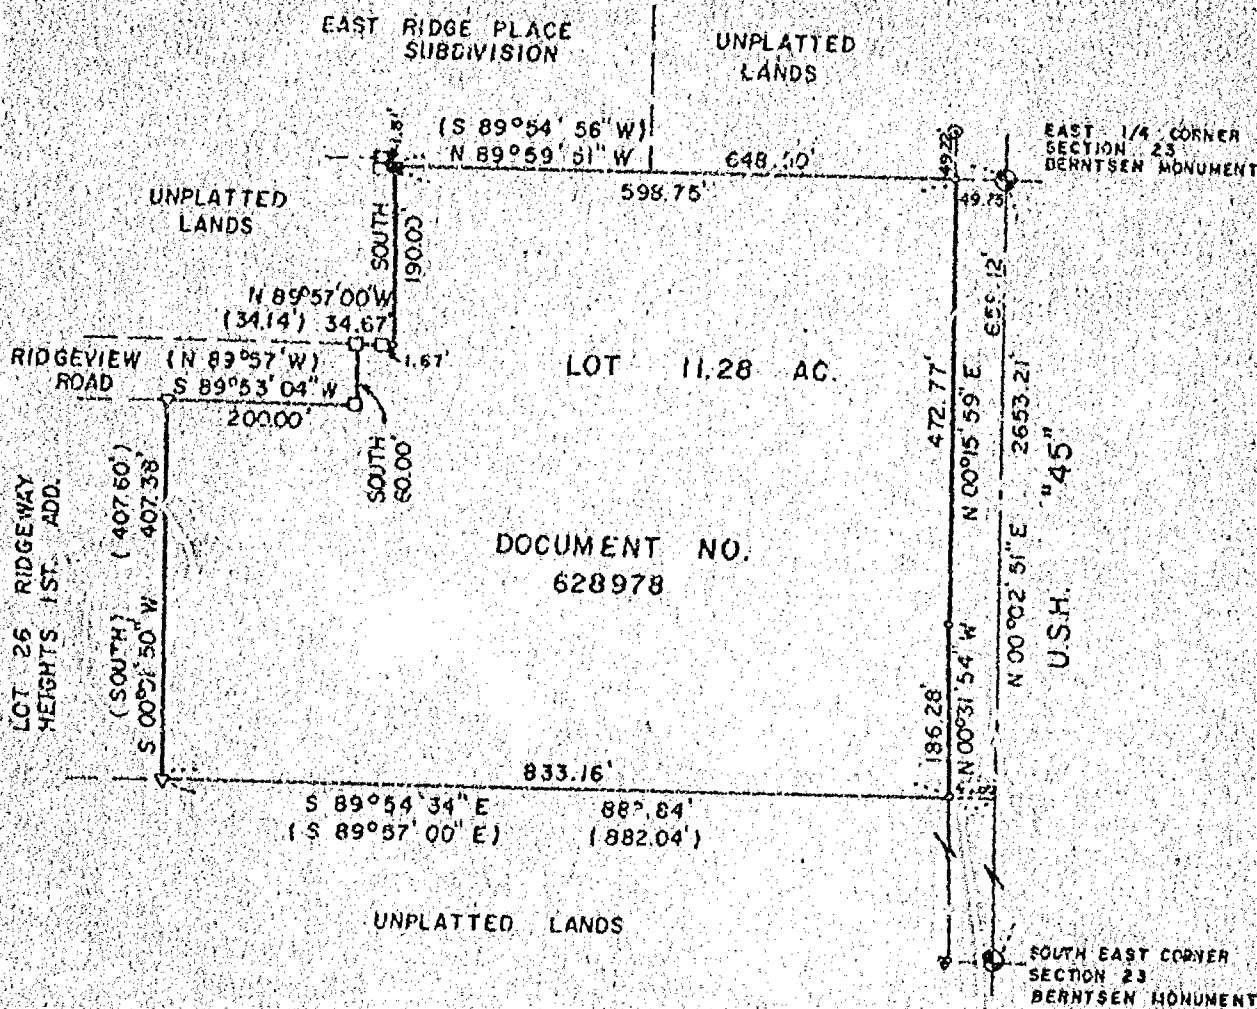 EAST RIDGE PLACE
SUBDIVISION
UNPLATTED
LANDS
(S 89°54' 56" W)
N 89°59' 51" W
598.75'
49.75'
EAST 1/4 CORNER
SECTION 23
BERNTSEN MONUMENT
UNPLATTED
LANDS
SOUTH
190.00'
N 89°57'00"W
(34.14') 34.67'
1.67'
RIDGEVIEW
ROAD
(N 89°57'W)
S 89°53'04"W
200.00'
SOUTH
60.00'
LOT 11.28 AC.
472.77'
N 00°15'59" E
2653.21'
N 00°02'51" E
U.S.H. "45"
LOT 26 RIDGEWAY
HEIGHTS 1ST. ADD.
(SOUTH) (407.60')
407.38'
DOCUMENT NO.
628978
186.28'
N 00°31'54" W
833.16'
S 89°54'34" E
(S 89°57'00" E) (882.04')
UNPLATTED LANDS
SOUTH EAST CORNER
SECTION 23
BERNTSEN MONUMENT